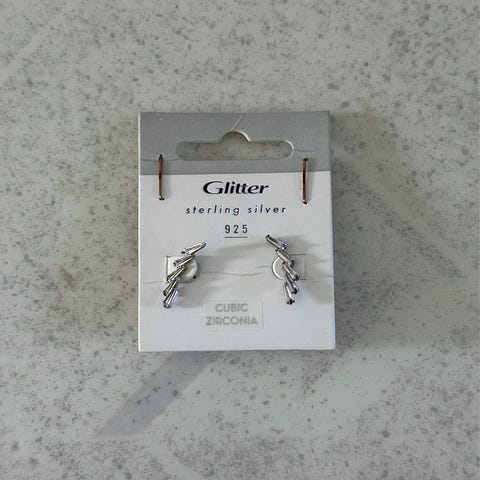 Glitter
sterling silver
925
CUBIC
ZIRCONIA